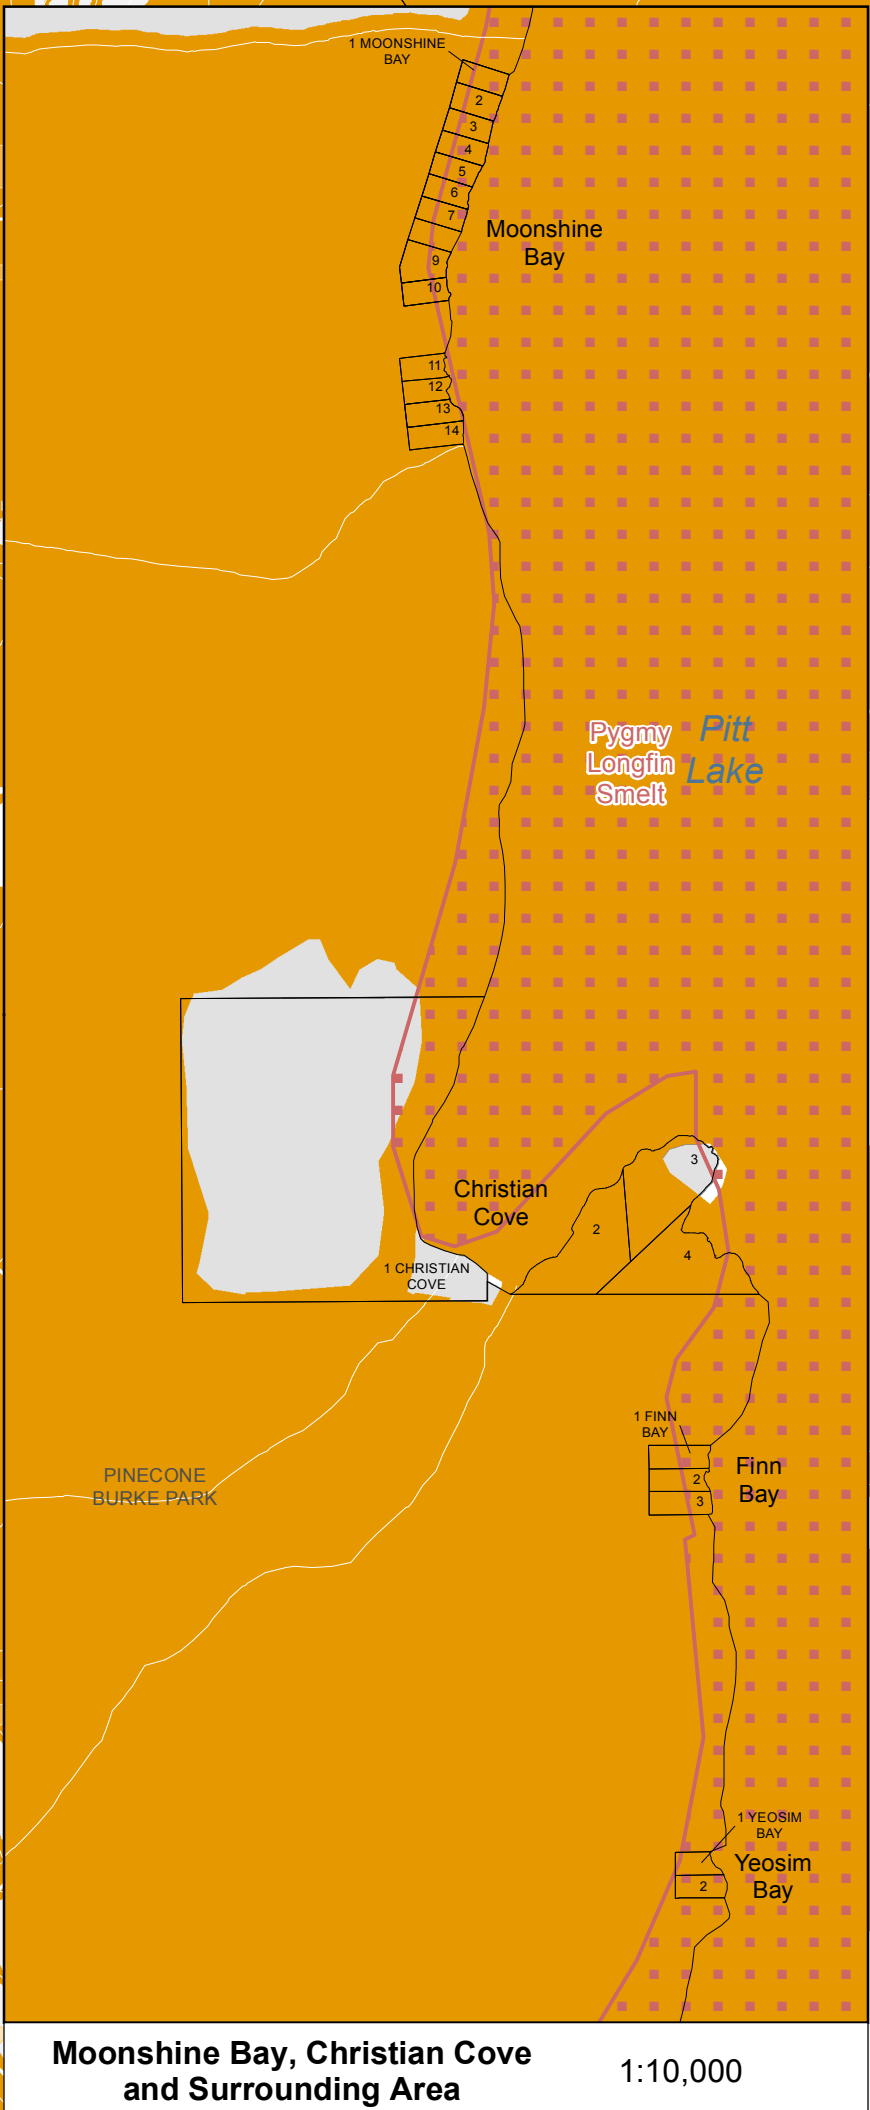 1 MOONSHINE
BAY
2
3
4
5
6
7
Moonshine
Bay
9
10
11
12
13
14
Pygmy
Longfin
Smelt
Pitt
Lake
3
Christian
Cove
2
4
1 CHRISTIAN
COVE
1 FINN
BAY
Finn
Bay
2
3
PINECONE
BURKE PARK
1 YEOSIM
BAY
Yeosim
Bay
2
Moonshine Bay, Christian Cove
and Surrounding Area
1:10,000